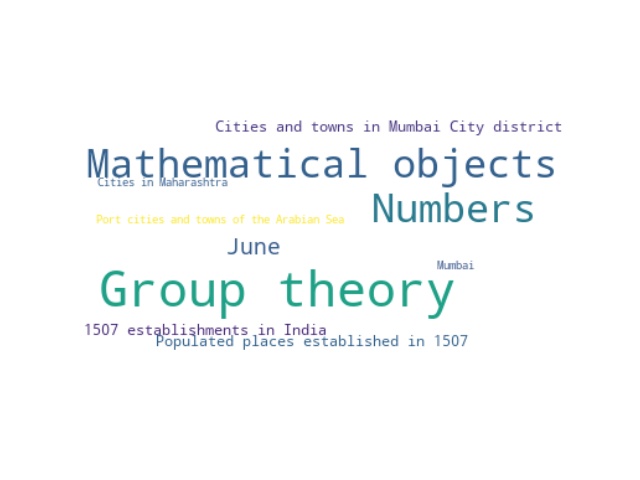 Cities and towns in Mumbai City district
Mathematical objects
Cities in Maharashtra
Numbers
Port cities and towns of the Arabian Sea
June
Mumbai
Group theory
1507 establishments in India
Populated places established in 1507